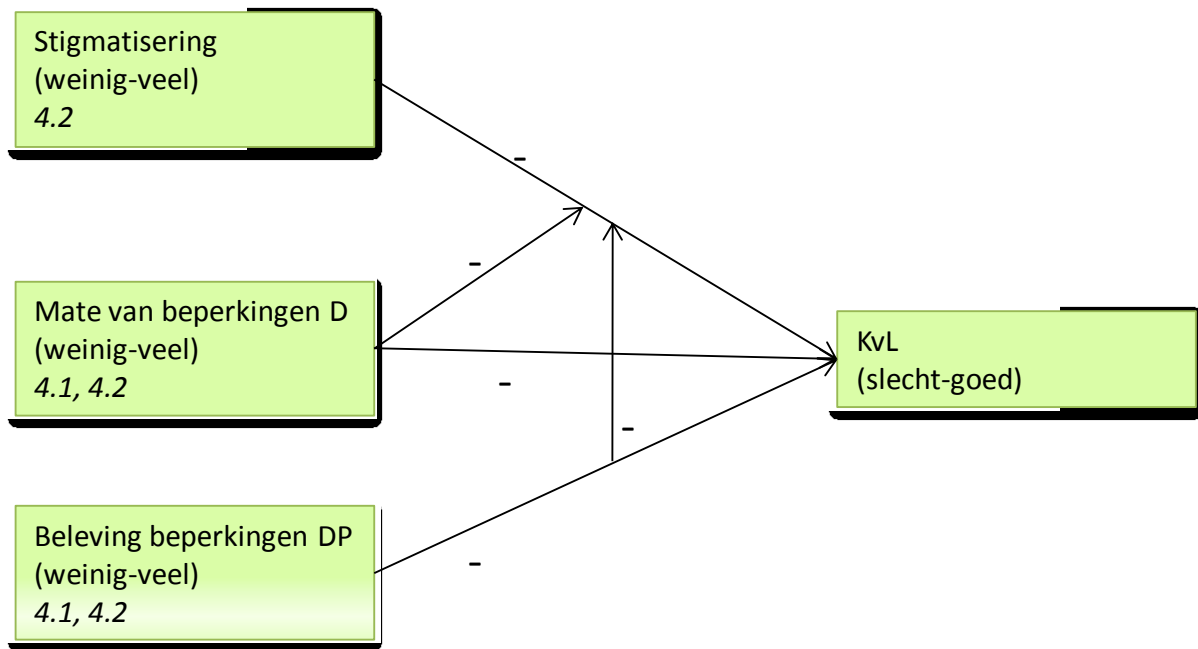 Stigmatisering
(weinig-veel)
4.2
-
-
Mate van beperkingen D
(weinig-veel)
4.1, 4.2
KvL
(slecht-goed)
-
-
Beleving beperkingen DP
(weinig-veel)
4.1, 4.2
-